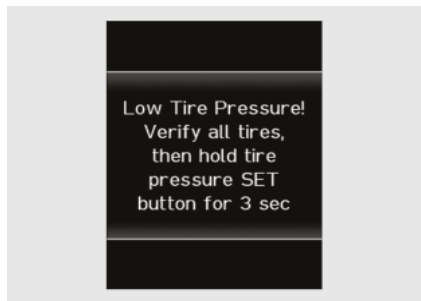 Low Tire Pressure!
Verify all tires,
then hold tire
pressure SET
button for 3 sec